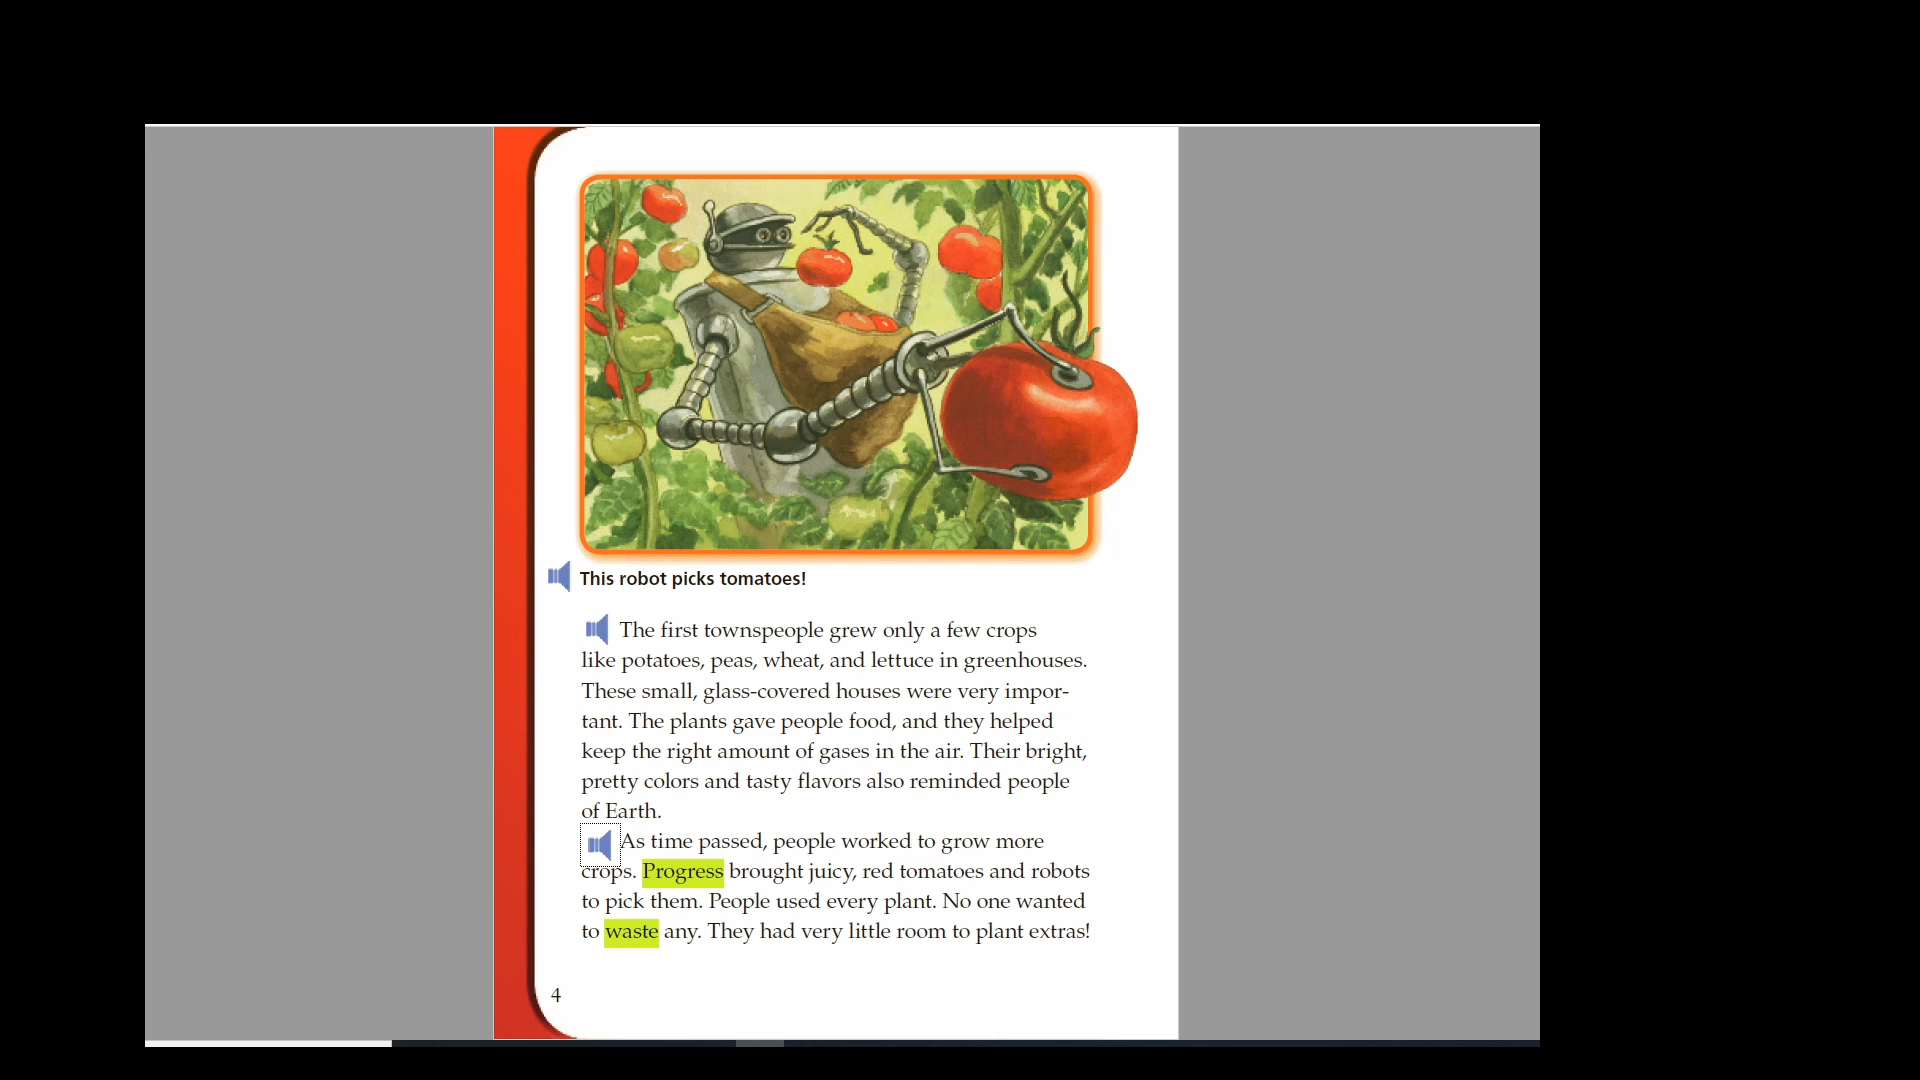 This robot picks tomatoes!
The first townspeople grew only a few crops
like potatoes, peas, wheat, and lettuce in greenhouses.
These small, glass-covered houses were very impor-
tant. The plants gave people food, and they helped
keep the right amount of gases in the air. Their bright,
pretty colors and tasty flavors also reminded people
of Earth.
As time passed, people worked to grow more
crops. Progress brought juicy, red tomatoes and robots
to pick them. People used every plant. No one wanted
to waste any. They had very little room to plant extras!
4